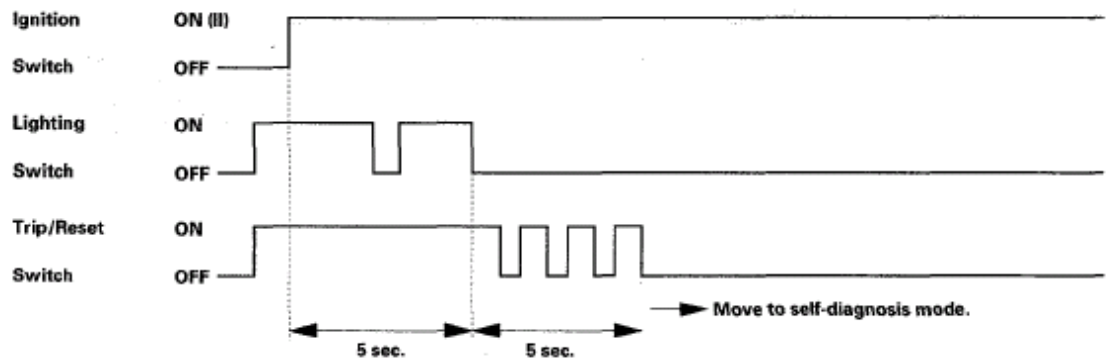 Ignition ON (II)
Switch OFF
Lighting ON
Switch OFF
Trip/Reset ON
Switch OFF
Move to self-diagnosis mode.
5 sec. 5 sec.